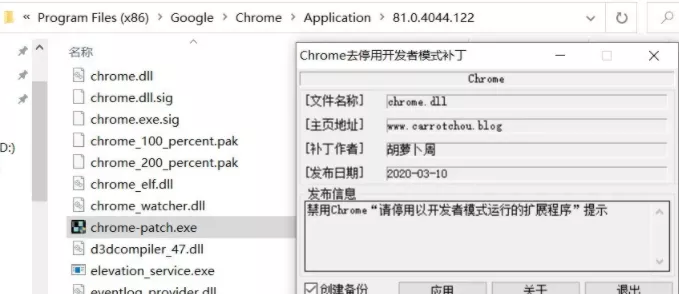 Program Files (x86) › Google › Chrome › Application › 81.0.4044.122
名称
chrome.dll
chrome.dll.sig
chrome.exe.sig
chrome_100_percent.pak
chrome_200_percent.pak
D:)
chrome_elf.dll
chrome_watcher.dll
chrome-patch.exe
d3dcompiler_47.dll
elevation_service.exe
eventlog_provider.dll
Chrome去停用开发者模式补丁
Chrome
[文件名称] chrome.dll
[主页地址] www.carrotchou.blog
[补丁作者] 胡萝卜周
[发布日期] 2020-03-10
发布信息
禁用Chrome“请停用以开发者模式运行的扩展程序”提示
创建备份 应用 关于 退出